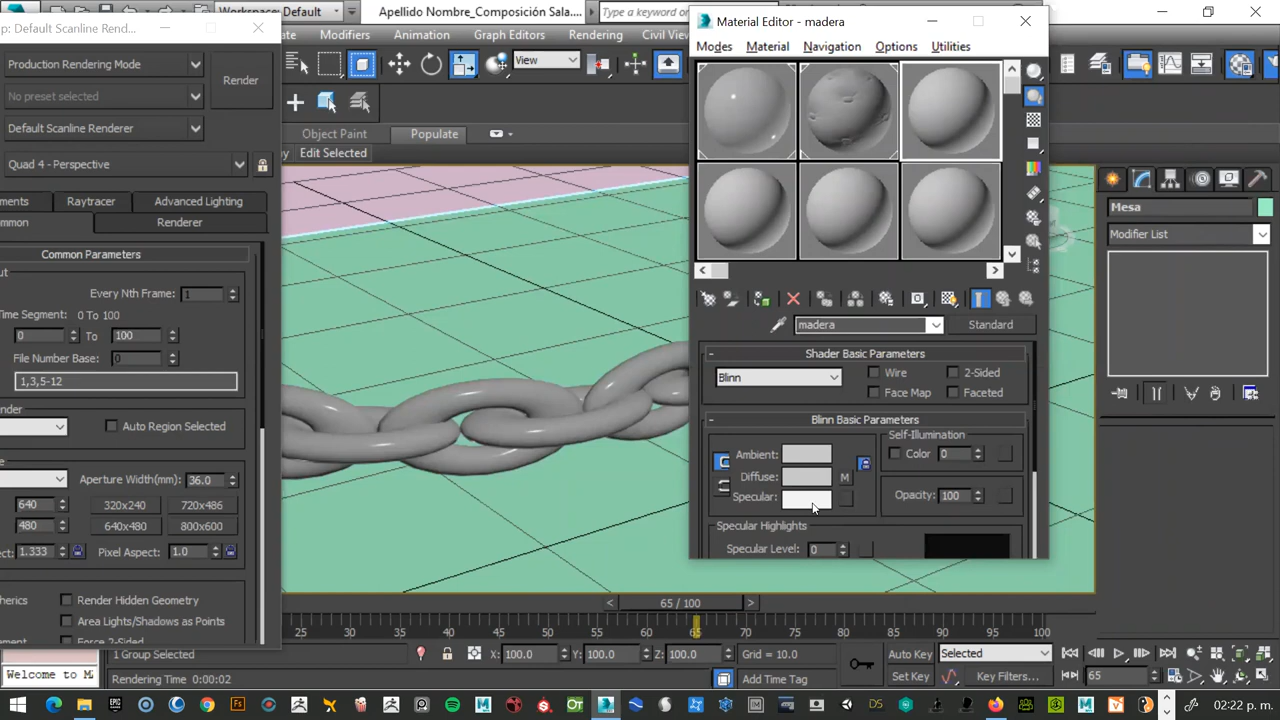 Workspaces: Default
Apellido Nombre_Composición Sala....
Type a keyword or
p: Default Scanline Rend...
Material Editor - madera
Modifiers
Animation
Graph Editors
Rendering
Civil View
Modes
Material
Navigation
Options
Utilities
Production Rendering Mode
Render
View
No preset selected
Default Scanline Renderer
Object Paint
Populate
Edit Selected
Quad 4 - Perspective
ments
Raytracer
Advanced Lighting
mmon
Renderer
Mesa
Modifier List
Common Parameters
Every Nth Frame:
1
Time Segment:
0 To 100
0
To
100
File Number Base:
0
1,3,5-12
Auto Region Selected
Aperture Width(mm):
36.0
640
320x240
720x486
480
640x480
800x600
1.333
Pixel Aspect:
1.0
Render Hidden Geometry
Area Lights/Shadows as Points
Force 2-Sided
madera
Standard
Shader Basic Parameters
Blinn
Wire
2-Sided
Face Map
Faceted
Blinn Basic Parameters
Self-Illumination
Ambient:
Color
0
Diffuse:
M
Specular:
Opacity:
100
Specular Highlights
Specular Level:
0
65 / 100
25
30
35
40
45
50
55
60
65
70
75
80
85
90
95
100
1 Group Selected
X:
100.0
Y:
100.0
Z:
100.0
Grid = 10.0
Auto Key
Selected
Welcome to M
Rendering Time 0:00:02
Add Time Tag
Set Key
Key Filters...
65
02:22 p. m.